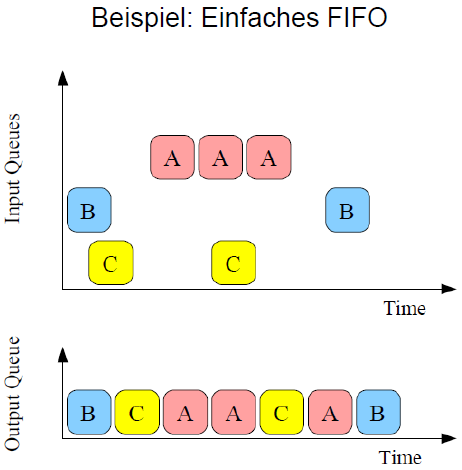 Beispiel: Einfaches FIFO
Input Queues
A A A
B B
C C
Time
Output Queue
B C A A C A B
Time